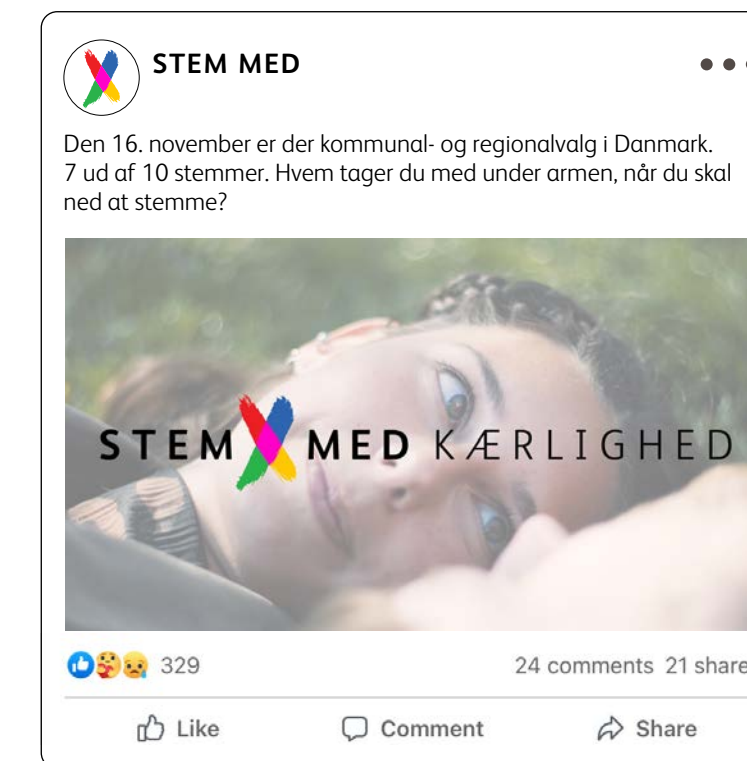 STEM MED
Den 16. november er der kommunal- og regionalvalg i Danmark.
7 ud af 10 stemmer. Hvem tager du med under armen, når du skal
ned at stemme?
STEM MED KÆRLIGHED
329
24 comments 21 share
Like Comment Share